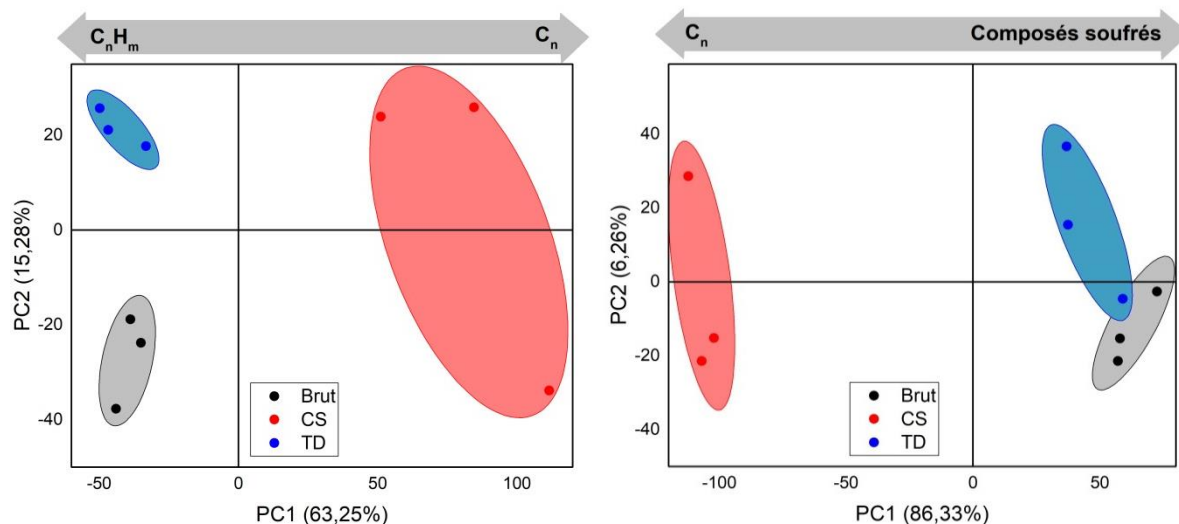 CnHm
Cn
20
0
-20
-40
PC2 (15,28%)
Brut
CS
TD
-50
0
50
100
PC1 (63,25%)
Cn
Composés soufrés
40
20
0
-20
-40
PC2 (6,26%)
Brut
CS
TD
-100
-50
0
50
PC1 (86,33%)